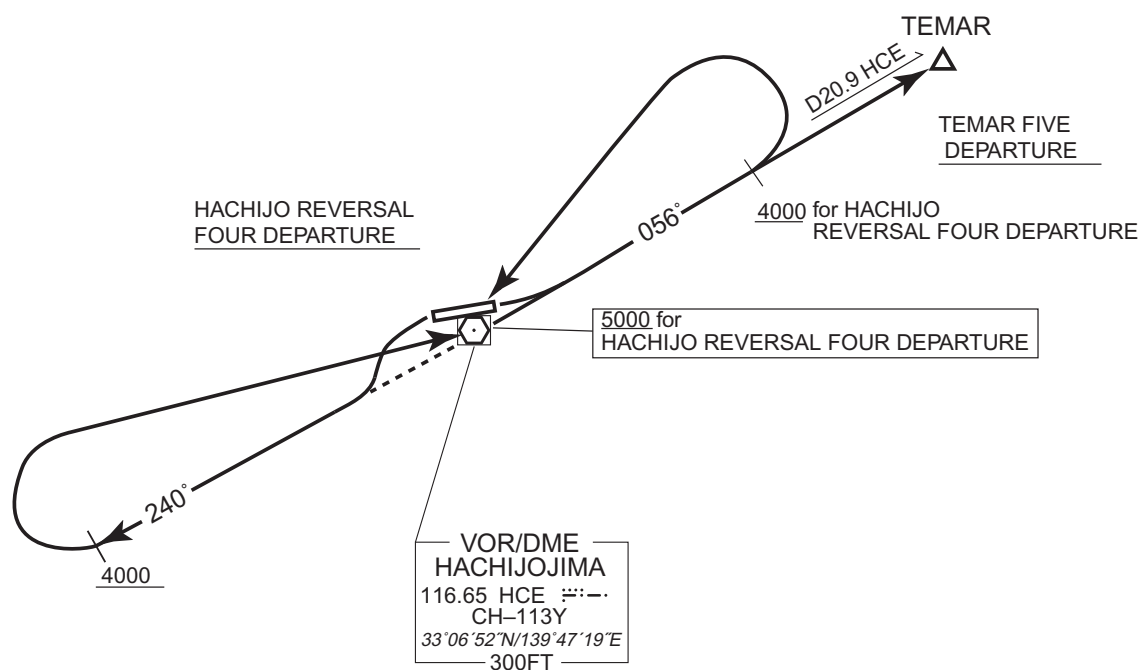 TEMAR
D20.9 HCE
TEMAR FIVE
DEPARTURE
HACHIJO REVERSAL
FOUR DEPARTURE
4000 for HACHIJO
REVERSAL FOUR DEPARTURE
056°
5000 for
HACHIJO REVERSAL FOUR DEPARTURE
240°
4000
VOR/DME
HACHIJOJIMA
116.65 HCE
CH–113Y
33°06´52˝N/139°47´19˝E
300FT